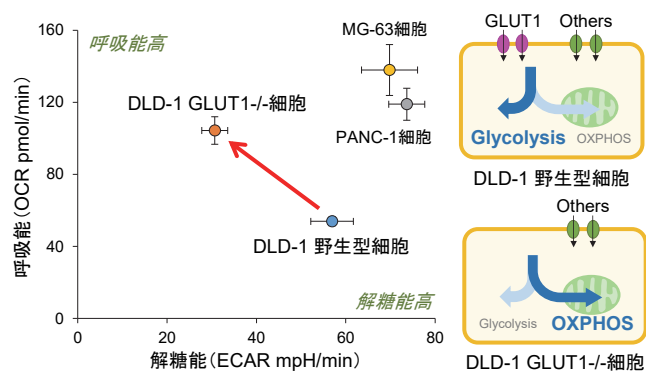 160
120
80
40
0
0
20
40
60
80
呼吸能(OCR pmol/min)
解糖能(ECAR mpH/min)
呼吸能高
解糖能高
MG-63細胞
PANC-1細胞
DLD-1 GLUT1-/-細胞
DLD-1 野生型細胞
GLUT1
Others
Glycolysis
OXPHOS
DLD-1 野生型細胞
Others
Glycolysis
OXPHOS
DLD-1 GLUT1-/-細胞